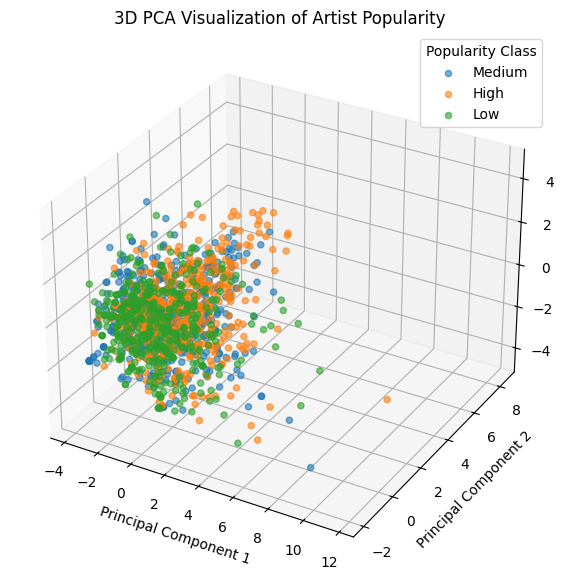 3D PCA Visualization of Artist Popularity
Popularity Class
Medium
High
Low
4
2
0
−2
−4
8
6
4
2
0
−2
−4
−2
0
2
4
6
8
10
12
Principal Component 1
Principal Component 2